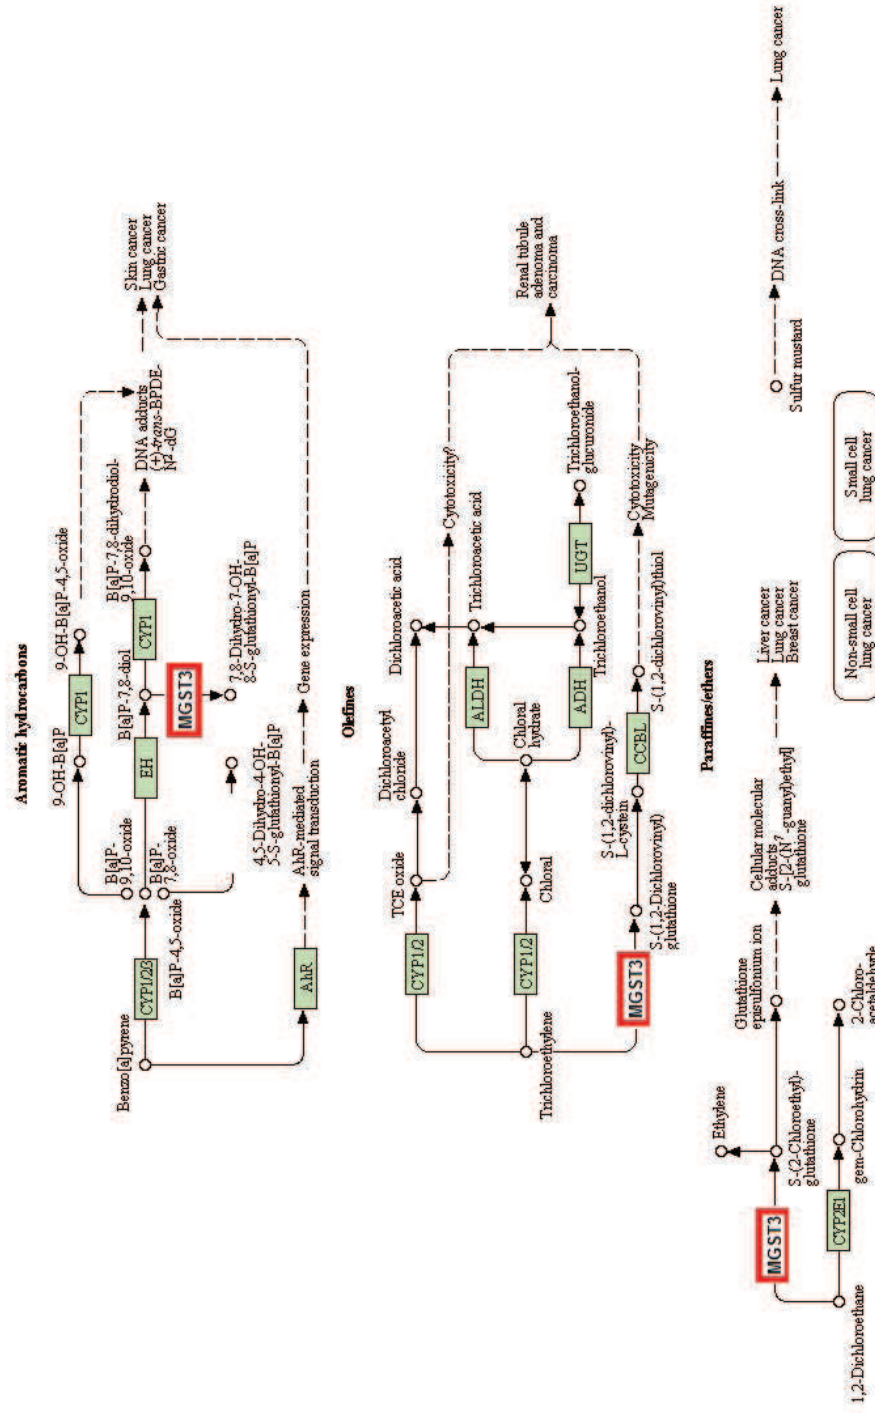 Aromatic hydrocarbons
9-OH-B[a]P
CYP1
9-OH-B[a]P-4,5-oxide
B[a]P-
9,10-oxide
EH
B[a]P-7,8-diol
CYP1
B[a]P-7,8-dihydrodiol-
9,10-oxide
DNA adducts
(+)-trans-BPDE-
N²-dG
Skin cancer
Lung cancer
Gastric cancer
Benzo[a]pyrene
CYP1/2/3
B[a]P-4,5-oxide
B[a]P-
7,8-oxide
MGST3
7,8-Dihydro-7-OH-
8-S-glutathionyl-B[a]P
4,5-Dihydro-4-OH-
5-S-glutathionyl-B[a]P
AhR
AhR-mediated
signal transduction
Gene expression
Olefines
CYP1/2
TCE oxide
Dichloroacetyl
chloride
Dichloroacetic acid
Cytotoxicity?
Renal tubule
adenoma and
carcinoma
ALDH
Trichloroacetic acid
Trichloroethylene
CYP1/2
Chloral
Chloral
hydrate
ADH
Trichloroethanol
UGT
Trichloroethanol-
glucuronide
MGST3
S-(1,2-Dichlorovinyl)
glutathione
S-(1,2-dichlorovinyl)-
L-cystein
CCBL
S-(1,2-dichlorovinyl)thiol
Cytotoxicity
Mutagenicity
Paraffines/ethers
Ethylene
1,2-Dichloroethane
MGST3
S-(2-Chloroethyl)-
glutathione
Glutathione
episulfonium ion
Cellular molecular
adducts
S-[2-(N⁷-guanyl)ethyl]
glutathione
Liver cancer
Lung cancer
Breast cancer
CYP2E1
gem-Chlorohydrin
2-Chloro-
acetaldehyde
Sulfur mustard
DNA cross-link
Lung cancer
Non-small cell
lung cancer
Small cell
lung cancer